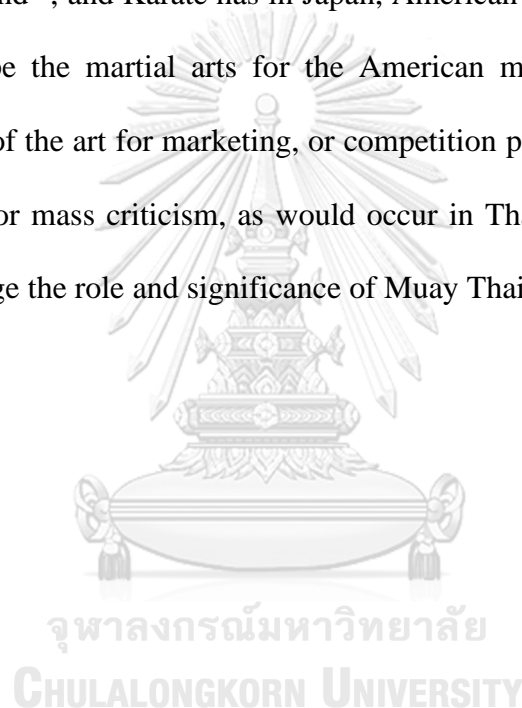 nd", and Karate has in Japan, American
be the martial arts for the American m
of the art for marketing, or competition p
or mass criticism, as would occur in Th
ge the role and significance of Muay Thai
จุฬาลงกรณ์มหาวิทยาลัย
CHULALONGKORN UNIVERSITY